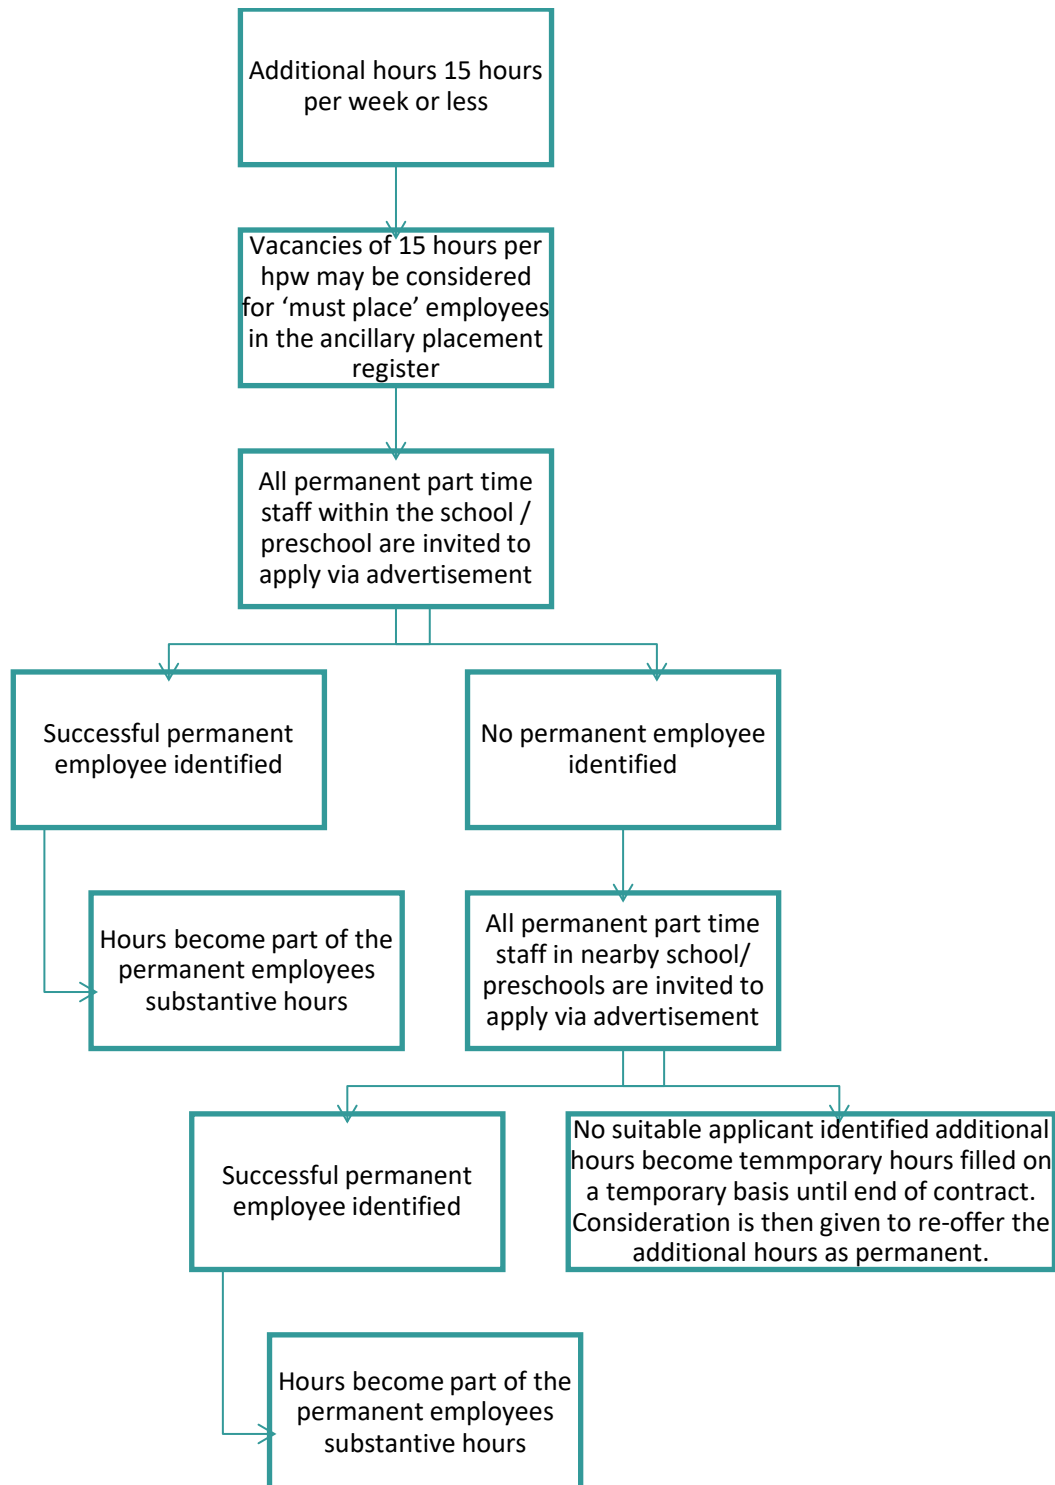 Additional hours 15 hours
per week or less
Vacancies of 15 hours per
hpw may be considered
for ‘must place’ employees
in the ancillary placement
register
All permanent part time
staff within the school /
preschool are invited to
apply via advertisement
Successful permanent
employee identified
No permanent employee
identified
Hours become part of the
permanent employees
substantive hours
All permanent part time
staff in nearby school/
preschools are invited to
apply via advertisement
Successful permanent
employee identified
No suitable applicant identified additional
hours become temmporary hours filled on
a temporary basis until end of contract.
Consideration is then given to re-offer the
additional hours as permanent.
Hours become part of the
permanent employees
substantive hours